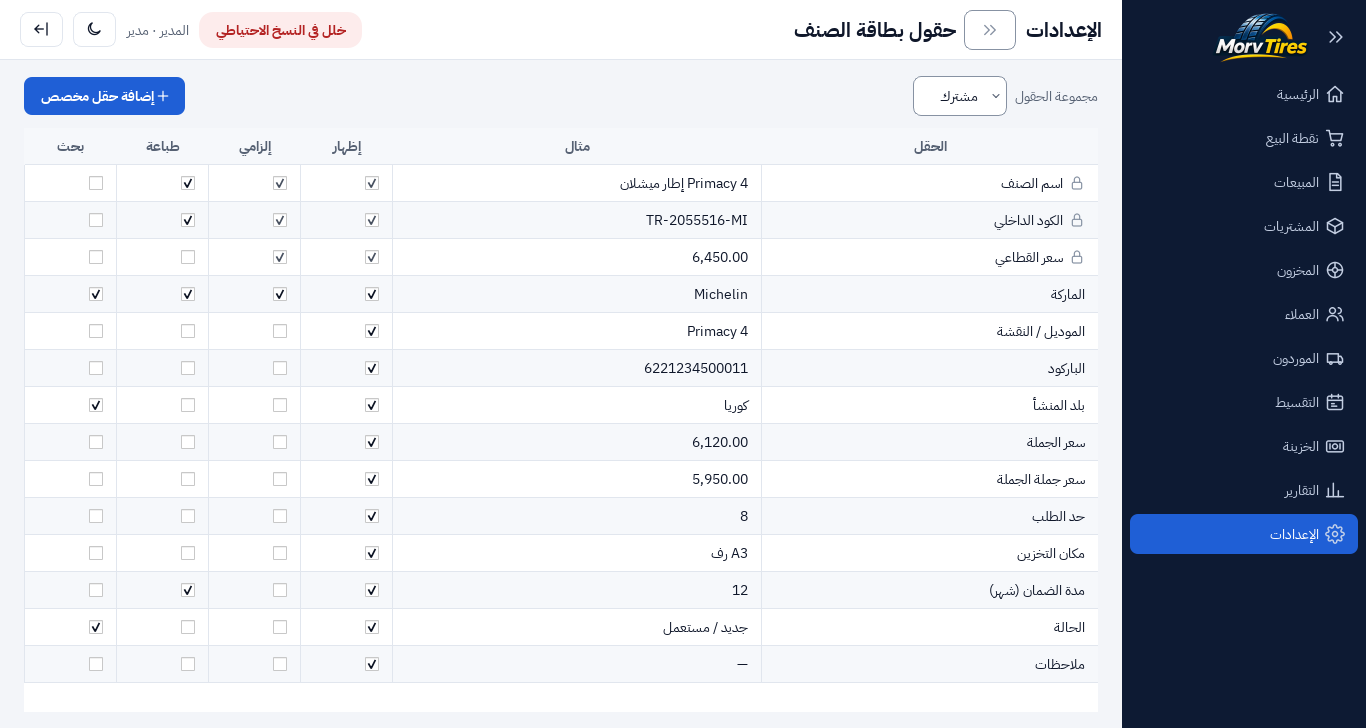 Morv Tires
الرئيسية
نقطة البيع
المبيعات
المشتريات
المخزون
العملاء
الموردون
التقسيط
الخزينة
التقارير
الإعدادات
الإعدادات حقول بطاقة الصنف خلل في النسخ الاحتياطي المدير · مدير
مجموعة الحقول مشترك إضافة حقل مخصص
الحقل مثال إظهار إلزامي طباعة بحث
اسم الصنف إطار ميشلان Primacy 4
الكود الداخلي TR-2055516-MI
سعر القطاعي 6,450.00
الماركة Michelin
الموديل / النقشة Primacy 4
الباركود 6221234500011
بلد المنشأ كوريا
سعر الجملة 6,120.00
سعر جملة الجملة 5,950.00
حد الطلب 8
مكان التخزين رف A3
مدة الضمان (شهر) 12
الحالة جديد / مستعمل
ملاحظات —